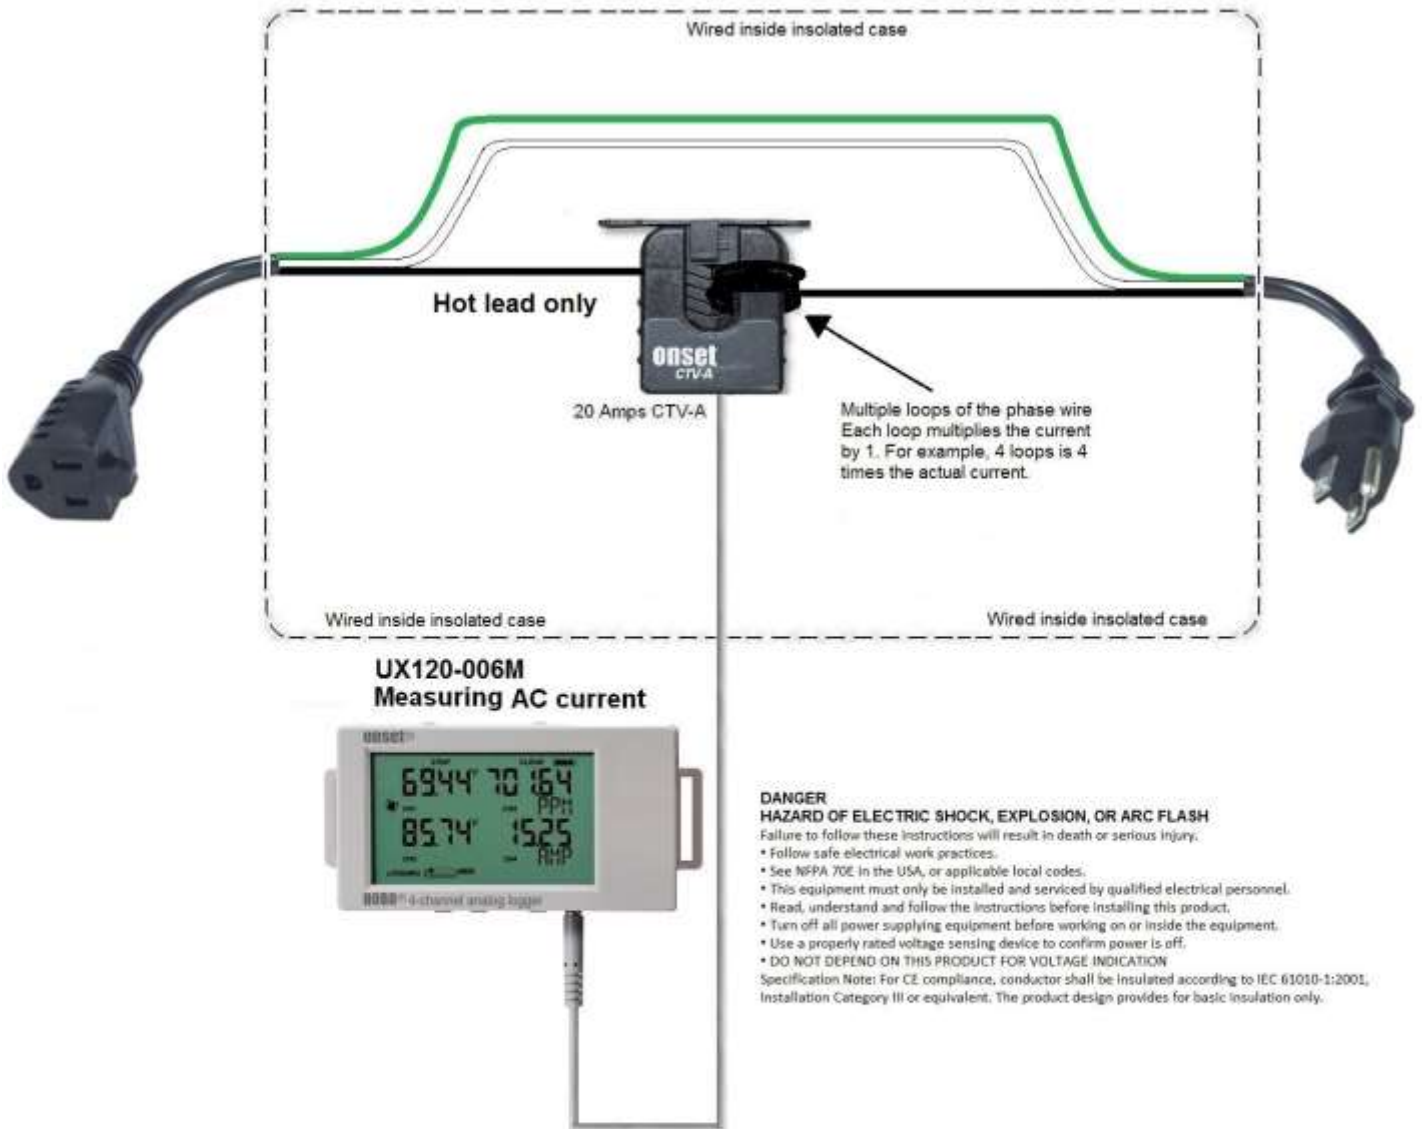 Wired inside insolated case
Hot lead only
onset
CTV-A
20 Amps CTV-A
Multiple loops of the phase wire
Each loop multiplies the current
by 1. For example, 4 loops is 4
times the actual current.
Wired inside insolated case
Wired inside insolated case
UX120-006M
Measuring AC current
onset
69.44° 701.64
PPM
85.74° 15.25
AMP
HOBO 4-channel analog logger
DANGER
HAZARD OF ELECTRIC SHOCK, EXPLOSION, OR ARC FLASH
Failure to follow these instructions will result in death or serious injury.
• Follow safe electrical work practices.
• See NFPA 70E in the USA, or applicable local codes.
• This equipment must only be installed and serviced by qualified electrical personnel.
• Read, understand and follow the instructions before installing this product.
• Turn off all power supplying equipment before working on or inside the equipment.
• Use a properly rated voltage sensing device to confirm power is off.
• DO NOT DEPEND ON THIS PRODUCT FOR VOLTAGE INDICATION
Specification Note: For CE compliance, conductor shall be insulated according to IEC 61010-1:2001,
Installation Category III or equivalent. The product design provides for basic insulation only.